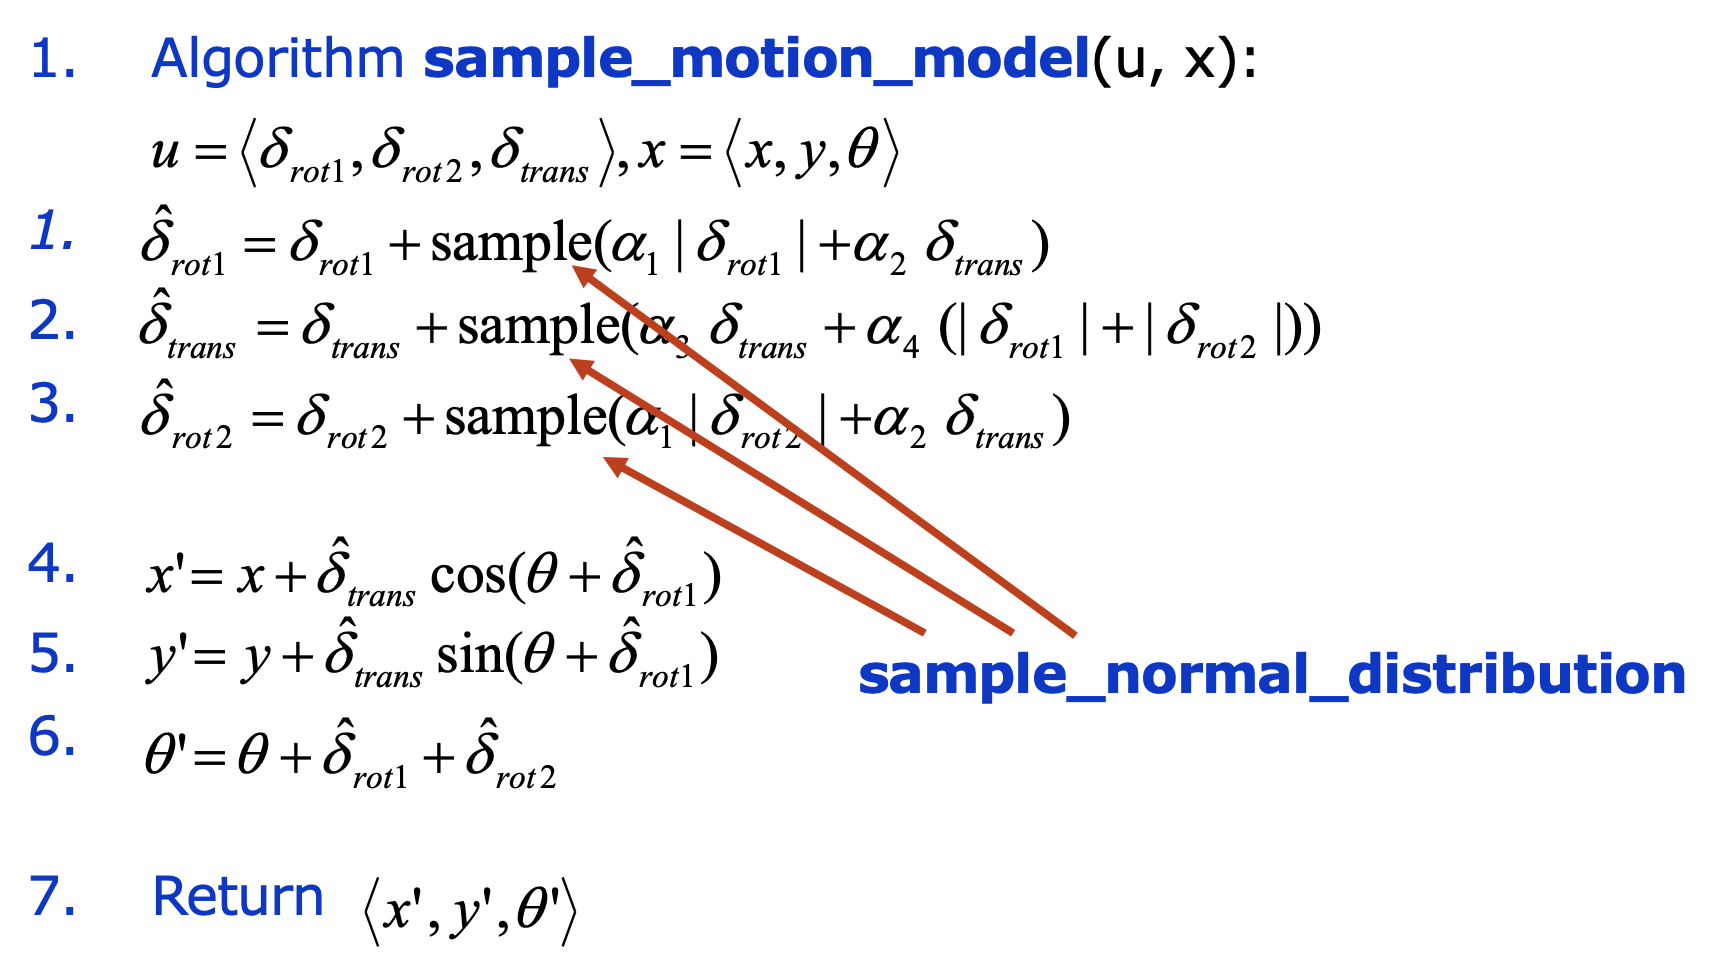 1. Algorithm sample_motion_model(u, x):
u = ⟨δ_rot1, δ_rot2, δ_trans⟩, x = ⟨x, y, θ⟩
1. δ̂_rot1 = δ_rot1 + sample(α_1 | δ_rot1 | +α_2 δ_trans)
2. δ̂_trans = δ_trans + sample(α_3 δ_trans + α_4 (| δ_rot1 | + | δ_rot2 |))
3. δ̂_rot2 = δ_rot2 + sample(α_1 | δ_rot2 | +α_2 δ_trans)
4. x' = x + δ̂_trans cos(θ + δ̂_rot1)
5. y' = y + δ̂_trans sin(θ + δ̂_rot1)
sample_normal_distribution
6. θ' = θ + δ̂_rot1 + δ̂_rot2
7. Return ⟨x', y', θ'⟩